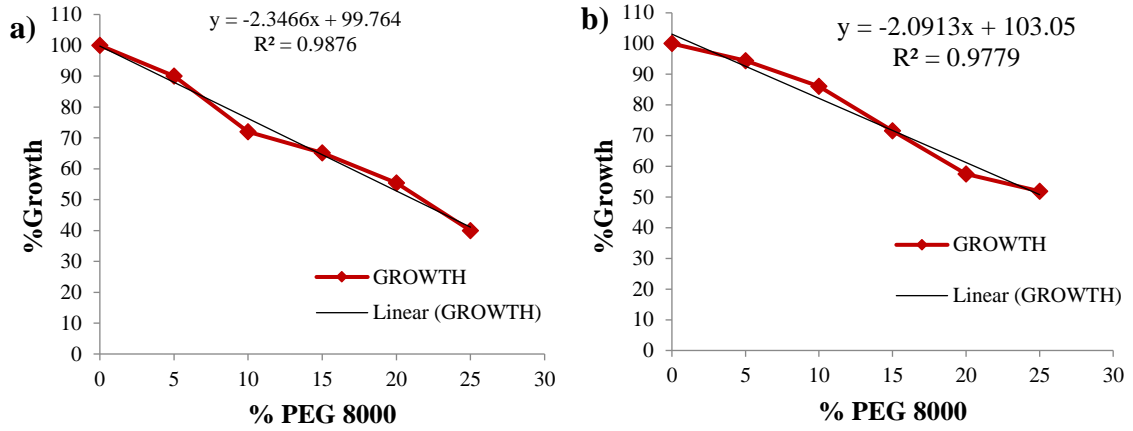 a)
y = -2.3466x + 99.764
R² = 0.9876
110
100
90
80
70
60
50
40
30
20
10
0
%Growth
GROWTH
Linear (GROWTH)
0 5 10 15 20 25 30
% PEG 8000
b)
y = -2.0913x + 103.05
R² = 0.9779
110
100
90
80
70
60
50
40
30
20
10
0
%Growth
GROWTH
Linear (GROWTH)
0 5 10 15 20 25 30
% PEG 8000